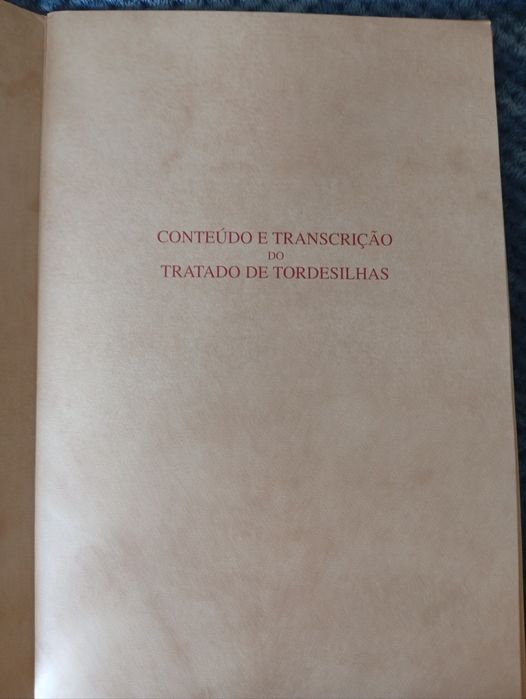 CONTEÚDO E TRANSCRIÇÃO
DO
TRATADO DE TORDESILHAS